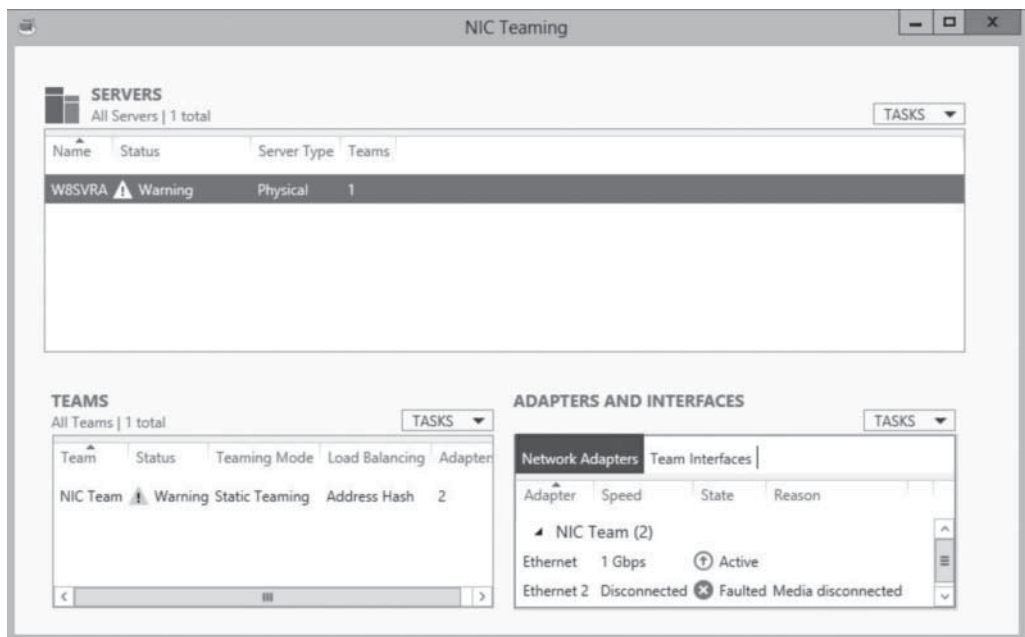 NIC Teaming
SERVERS
All Servers | 1 total
TASKS
Name Status Server Type Teams
W8SVRA Warning Physical 1
TEAMS
All Teams | 1 total
TASKS
Team Status Teaming Mode Load Balancing Adapter
NIC Team Warning Static Teaming Address Hash 2
ADAPTERS AND INTERFACES
TASKS
Network Adapters Team Interfaces
Adapter Speed State Reason
NIC Team (2)
Ethernet 1 Gbps Active
Ethernet 2 Disconnected Faulted Media disconnected